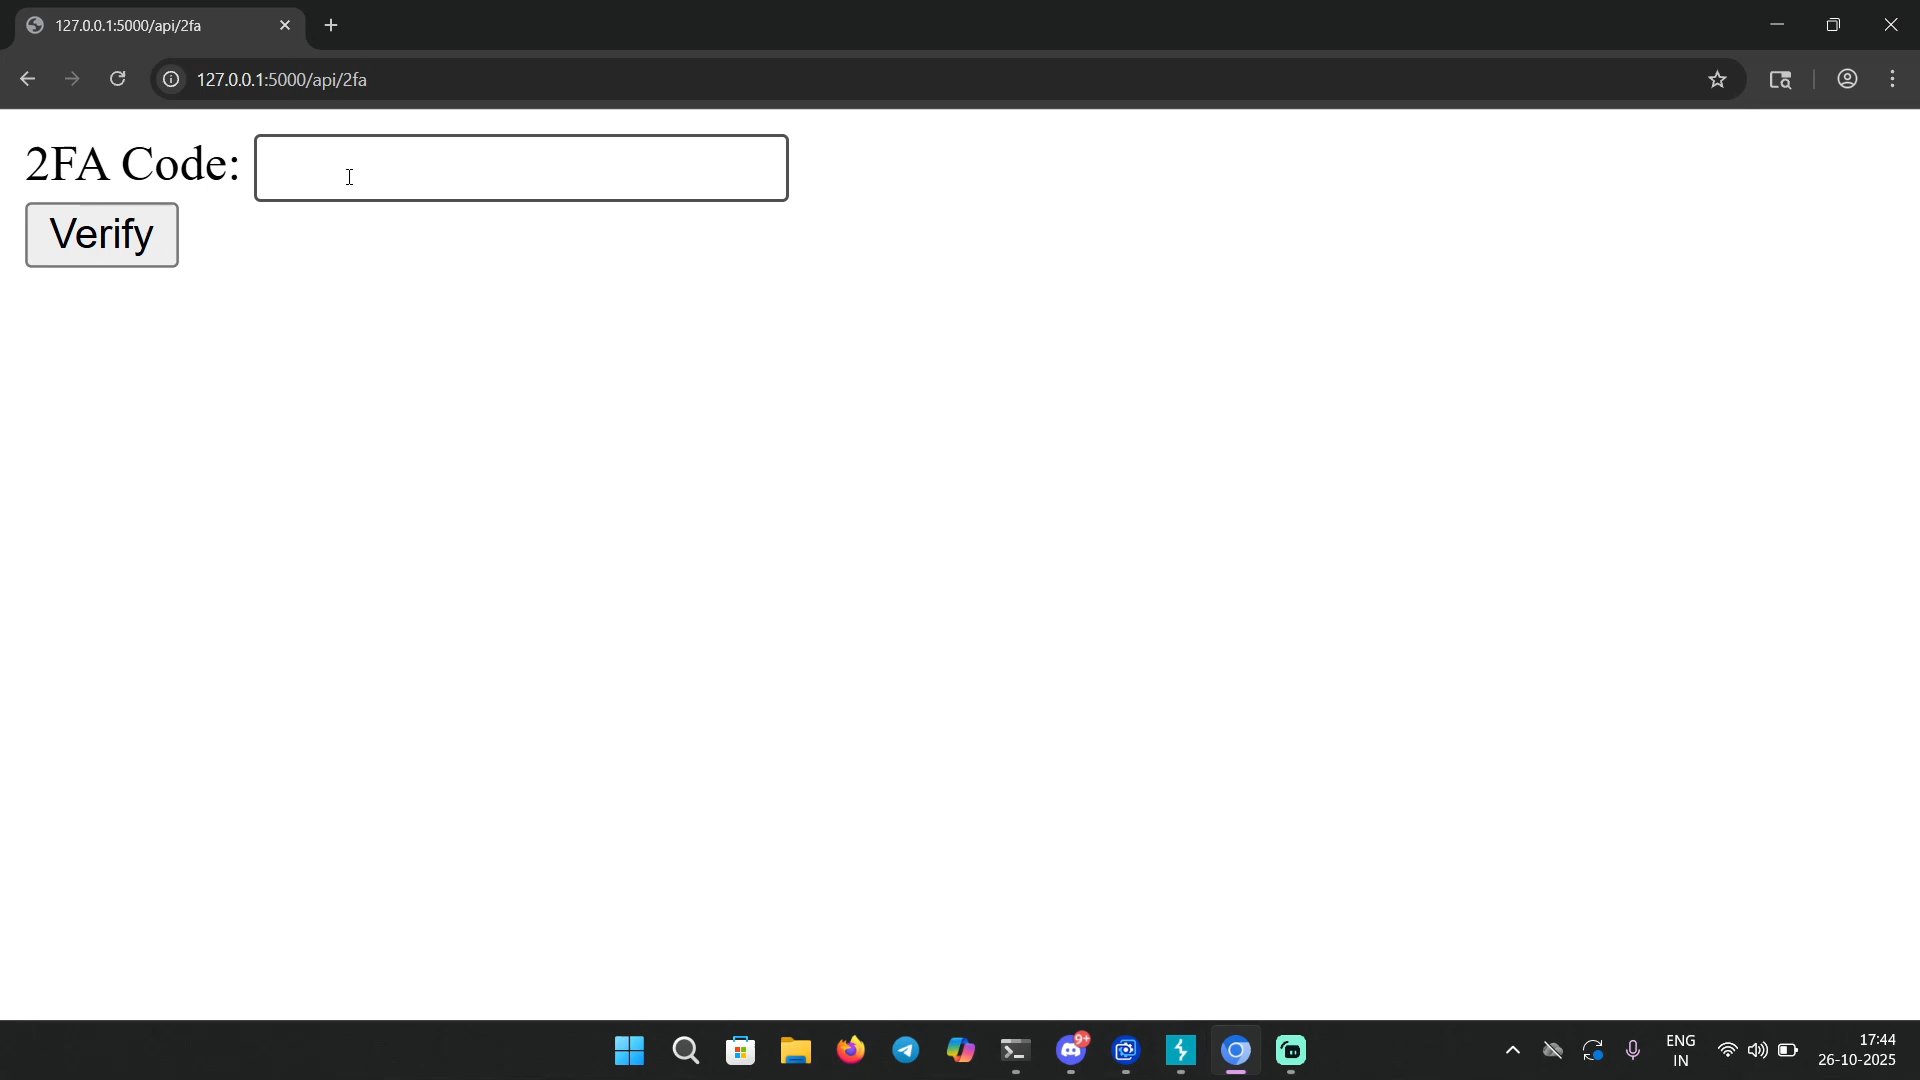 127.0.0.1:5000/api/2fa
127.0.0.1:5000/api/2fa
2FA Code:
Verify
9+
ENG
IN
17:44
26-10-2025